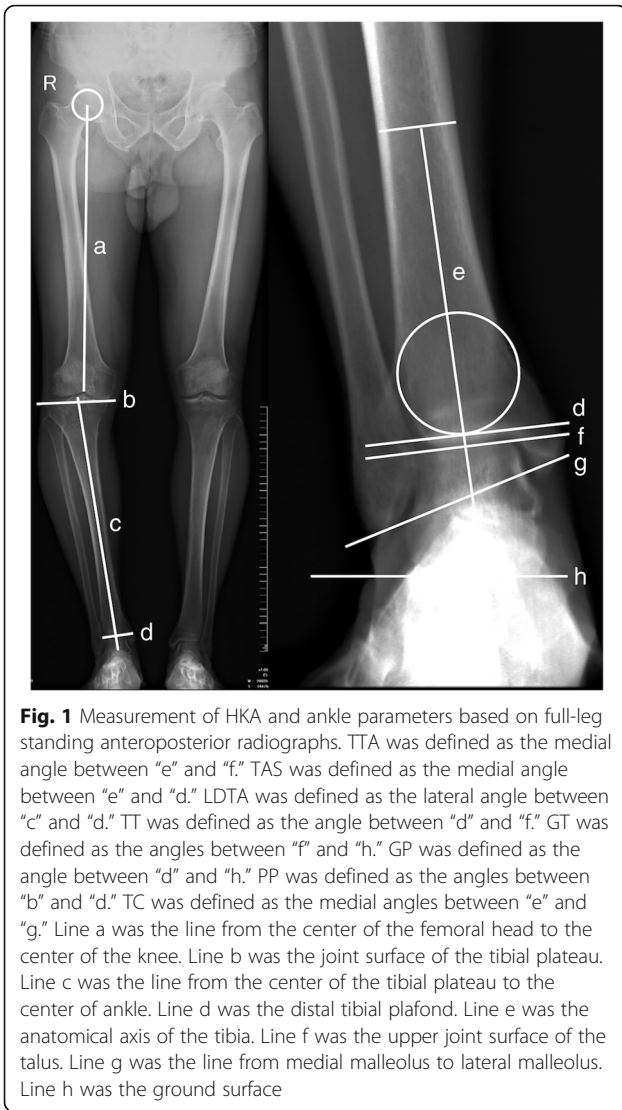 R
a
b
c
d
e
d
f
g
h
Fig. 1 Measurement of HKA and ankle parameters based on full-leg
standing anteroposterior radiographs. TTA was defined as the medial
angle between “e” and “f.” TAS was defined as the medial angle
between “e” and “d.” LDTA was defined as the lateral angle between
“c” and “d.” TT was defined as the angle between “d” and “f.” GT was
defined as the angles between “f” and “h.” GP was defined as the
angle between “d” and “h.” PP was defined as the angles between
“b” and “d.” TC was defined as the medial angles between “e” and
“g.” Line a was the line from the center of the femoral head to the
center of the knee. Line b was the joint surface of the tibial plateau.
Line c was the line from the center of the tibial plateau to the
center of ankle. Line d was the distal tibial plafond. Line e was the
anatomical axis of the tibia. Line f was the upper joint surface of the
talus. Line g was the line from medial malleolus to lateral malleolus.
Line h was the ground surface